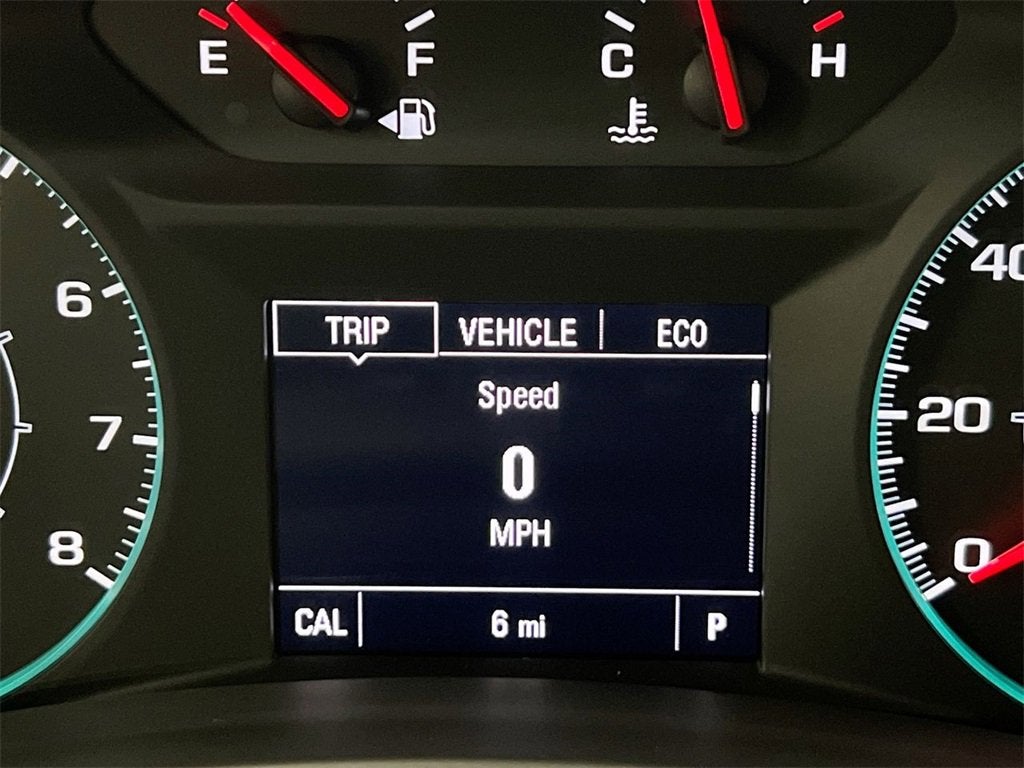 E F C H
6
7
8
40
20
0
TRIP VEHICLE ECO
Speed
0
MPH
CAL 6 mi P